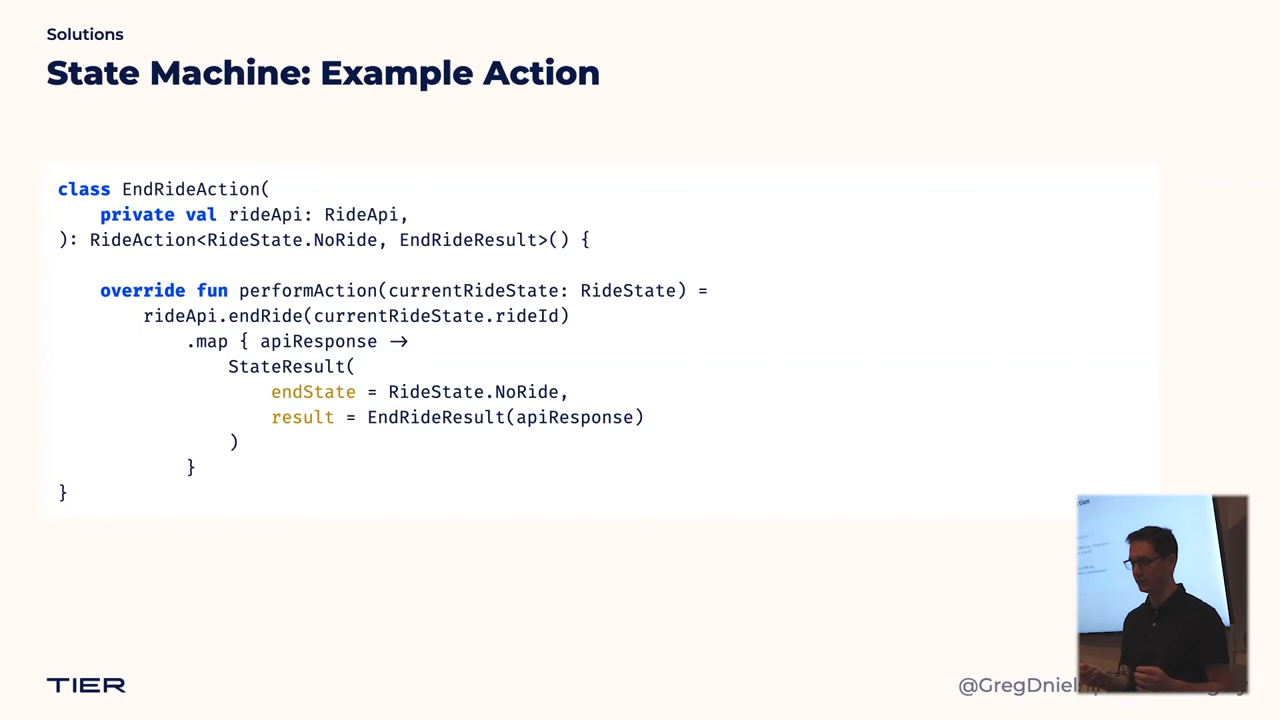 Solutions
State Machine: Example Action
class EndRideAction(
    private val rideApi: RideApi,
): RideAction<RideState.NoRide, EndRideResult>() {
    override fun performAction(currentRideState: RideState) =
        rideApi.endRide(currentRideState.rideId)
            .map { apiResponse ->
                StateResult(
                    endState = RideState.NoRide,
                    result = EndRideResult(apiResponse)
                )
            }
}
TIER